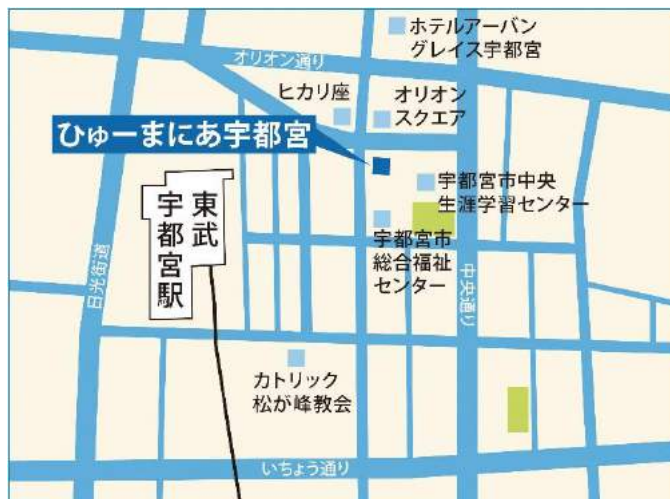 ホテルアーバン
グレイス宇都宮
オリオン通り
ヒカリ座
オリオン
スクエア
ひゅーまにあ宇都宮
宇都宮市中央
生涯学習センター
東武
宇都宮駅
宇都宮市
総合福祉
センター
日光街道
中央通り
カトリック
松が峰教会
いちょう通り